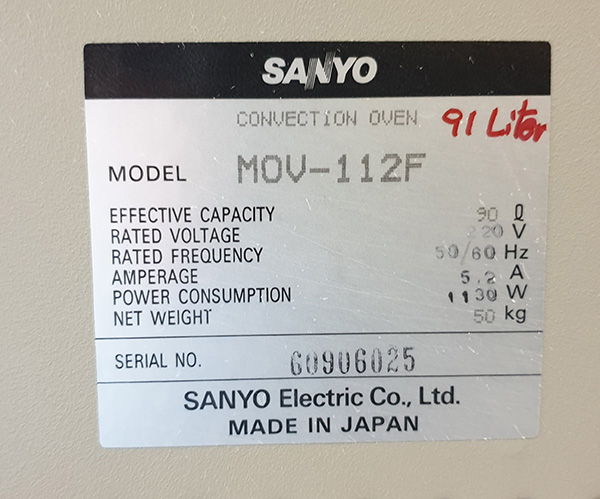 SANYO
CONVECTION OVEN 91 Liter
MODEL MOV-112F
EFFECTIVE CAPACITY 90 ℓ
RATED VOLTAGE 220 V
RATED FREQUENCY 50/60 Hz
AMPERAGE 5.2 A
POWER CONSUMPTION 1130 W
NET WEIGHT 50 kg
SERIAL NO. 60906025
SANYO Electric Co., Ltd.
MADE IN JAPAN